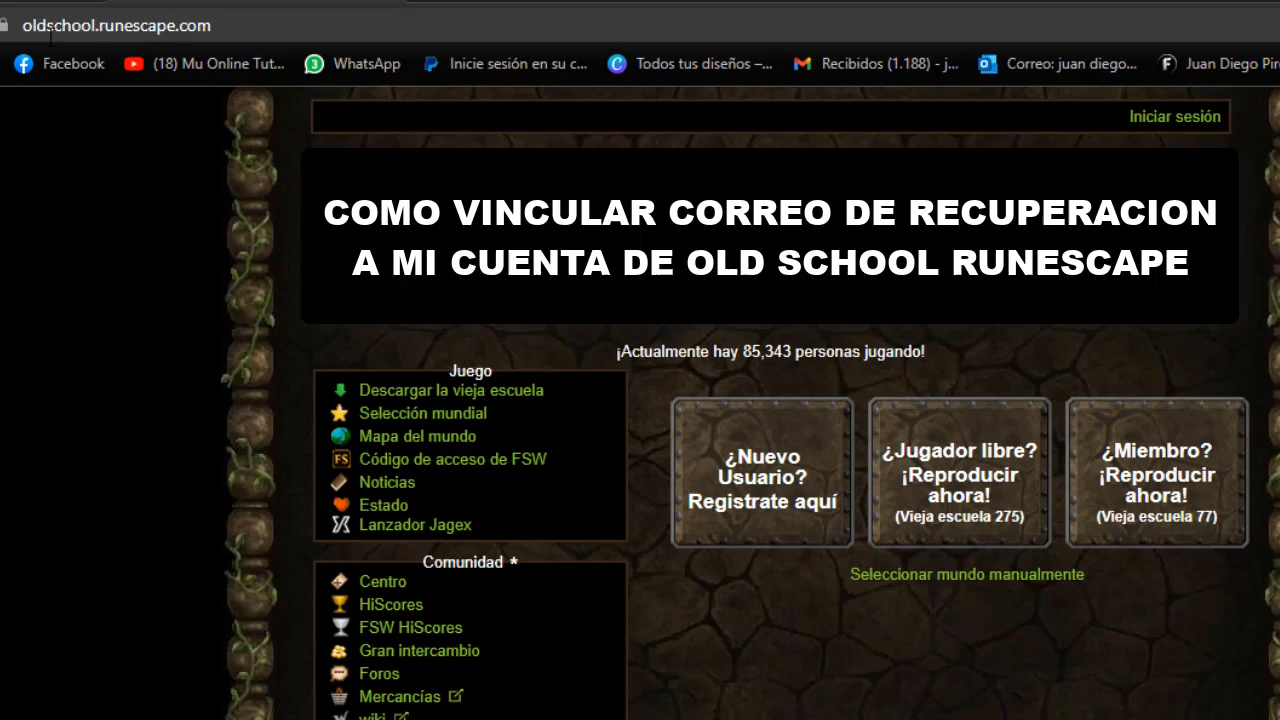 oldschool.runescape.com
Facebook
(18) Mu Online Tut...
3
WhatsApp
Inicie sesión en su c...
Todos tus diseños –...
Recibidos (1.188) - j...
Correo: juan diego...
Juan Diego Pir
Iniciar sesión
COMO VINCULAR CORREO DE RECUPERACION
A MI CUENTA DE OLD SCHOOL RUNESCAPE
¡Actualmente hay 85,343 personas jugando!
Juego
Descargar la vieja escuela
Selección mundial
Mapa del mundo
FS Código de acceso de FSW
Noticias
Estado
Lanzador Jagex
¿Nuevo
Usuario?
Registrate aquí
¿Jugador libre?
¡Reproducir
ahora!
(Vieja escuela 275)
¿Miembro?
¡Reproducir
ahora!
(Vieja escuela 77)
Seleccionar mundo manualmente
Comunidad *
Centro
HiScores
FSW HiScores
Gran intercambio
Foros
Mercancías
wiki